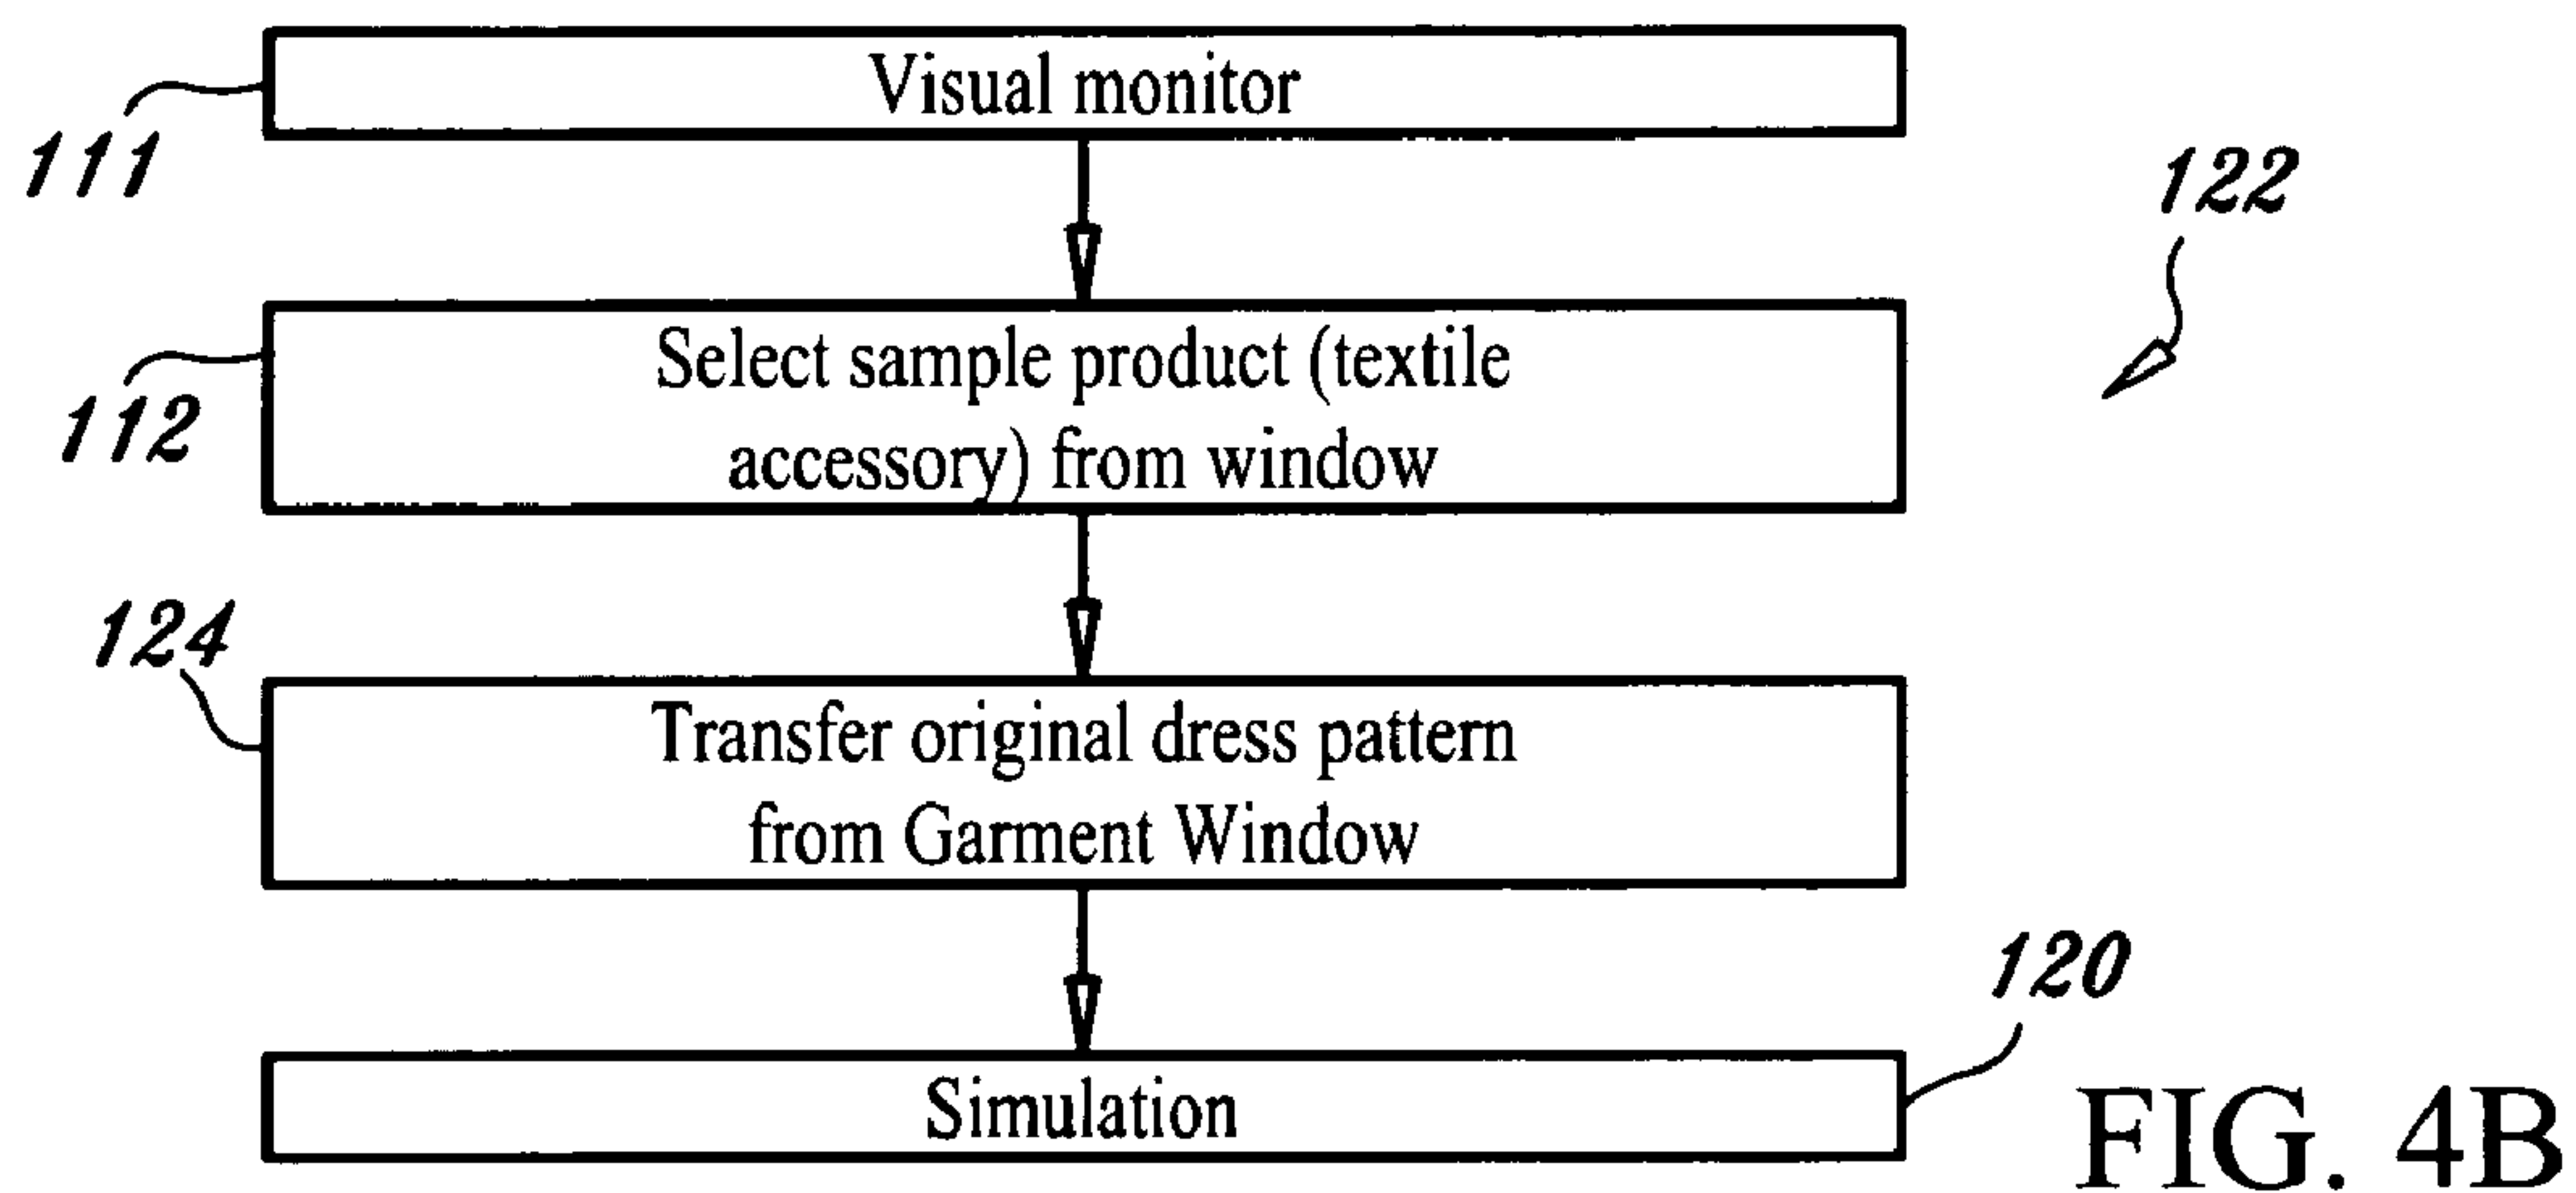 Visual monitor
111
122
Select sample product (textile
accessory) from window
112
124
Transfer original dress pattern
from Garment Window
120
Simulation
FIG. 4B